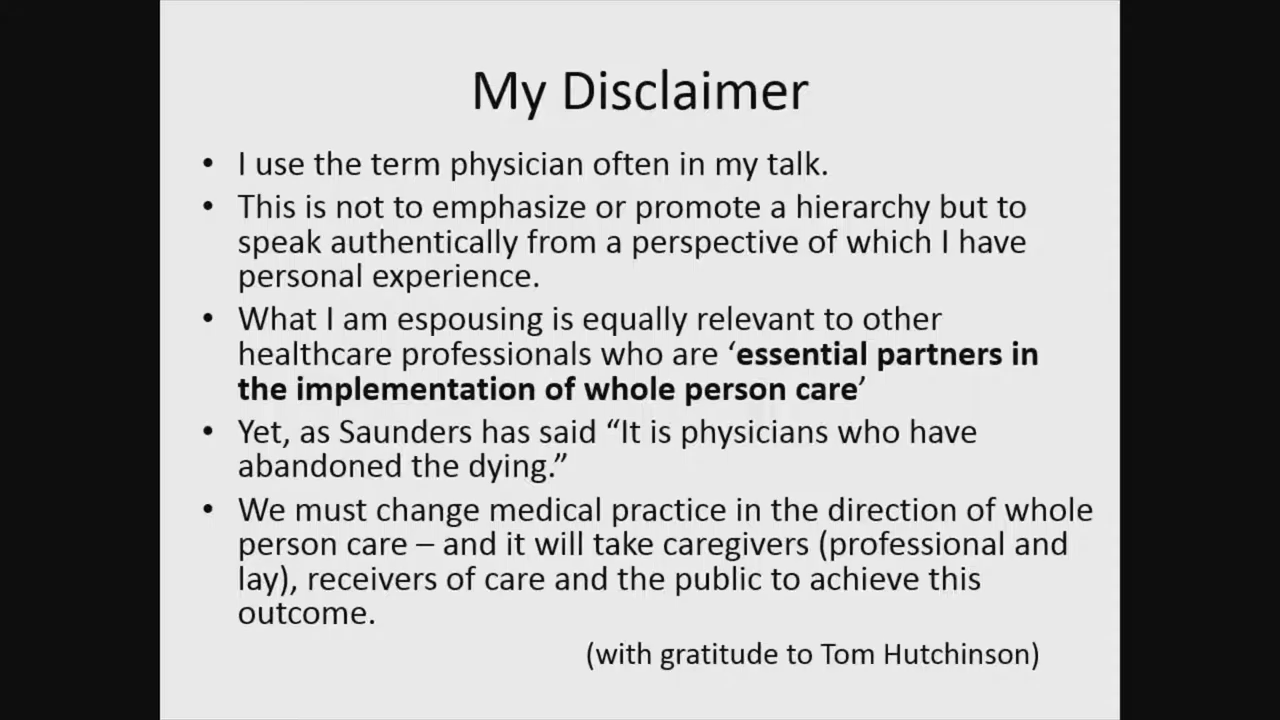 My Disclaimer
• I use the term physician often in my talk.
• This is not to emphasize or promote a hierarchy but to
speak authentically from a perspective of which I have
personal experience.
• What I am espousing is equally relevant to other
healthcare professionals who are ‘essential partners in
the implementation of whole person care’
• Yet, as Saunders has said “It is physicians who have
abandoned the dying.”
• We must change medical practice in the direction of whole
person care – and it will take caregivers (professional and
lay), receivers of care and the public to achieve this
outcome.
(with gratitude to Tom Hutchinson)